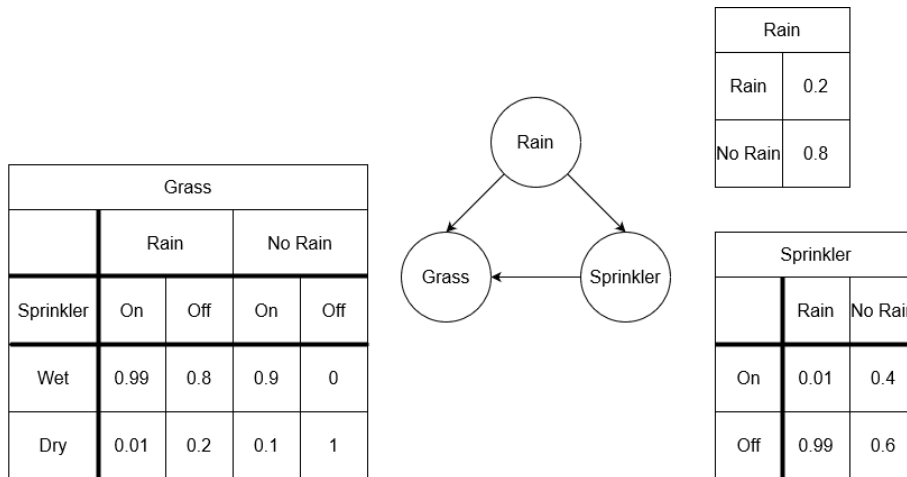 Rain
Rain 0.2
No Rain 0.8
Rain
Grass
Rain No Rain
Sprinkler On Off On Off
Wet 0.99 0.8 0.9 0
Dry 0.01 0.2 0.1 1
Grass
Sprinkler
Sprinkler
Rain No Rain
On 0.01 0.4
Off 0.99 0.6